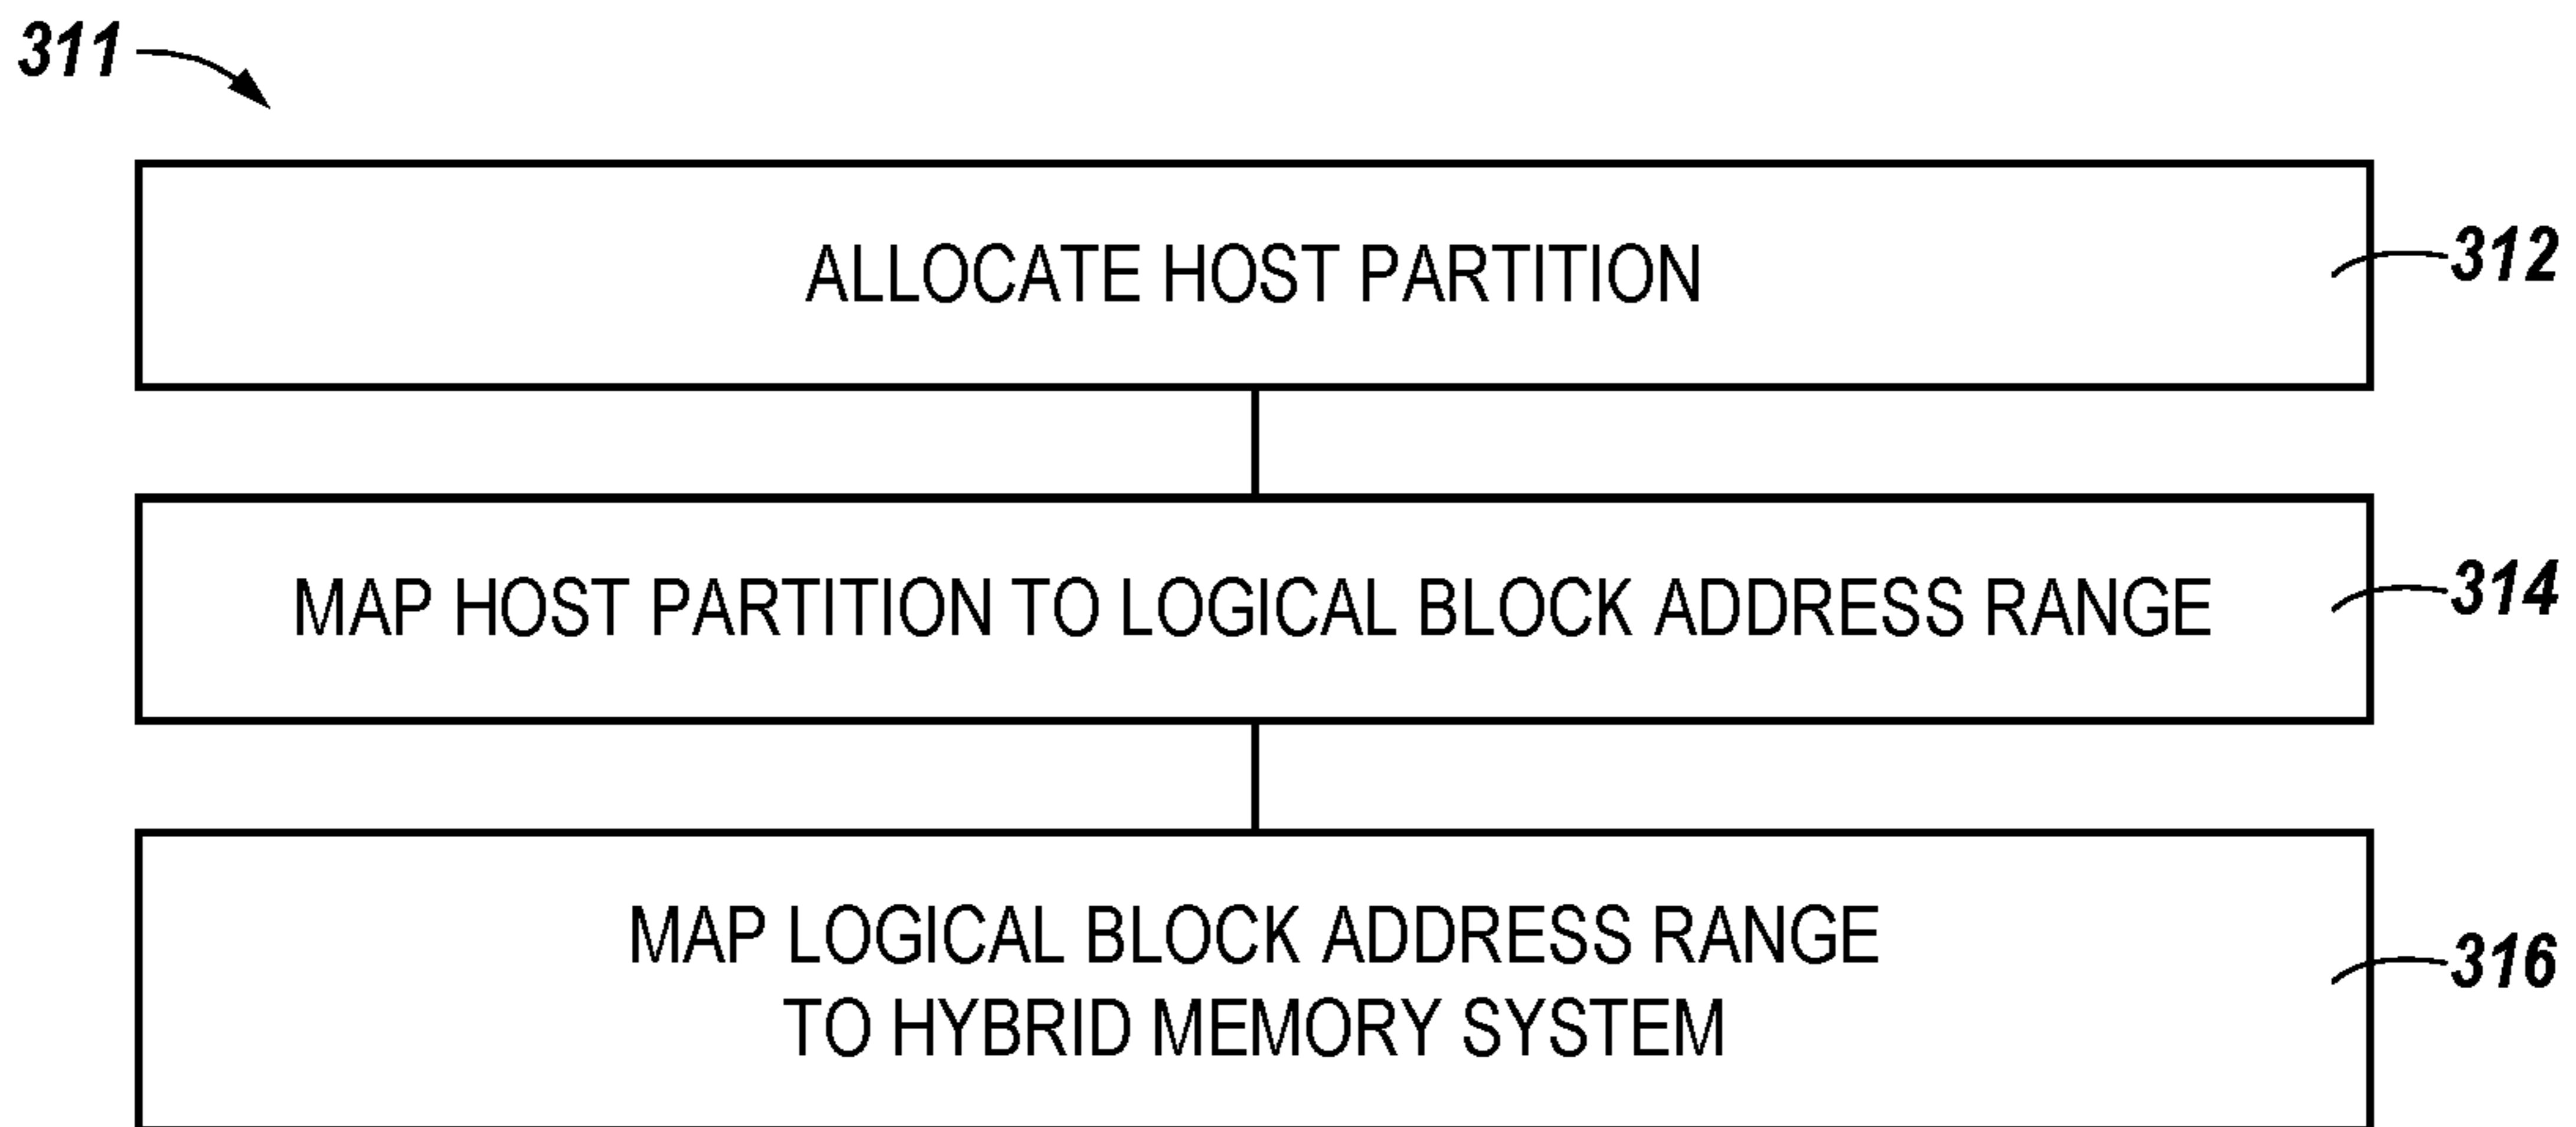 311
ALLOCATE HOST PARTITION
312
MAP HOST PARTITION TO LOGICAL BLOCK ADDRESS RANGE
314
MAP LOGICAL BLOCK ADDRESS RANGE
TO HYBRID MEMORY SYSTEM
316